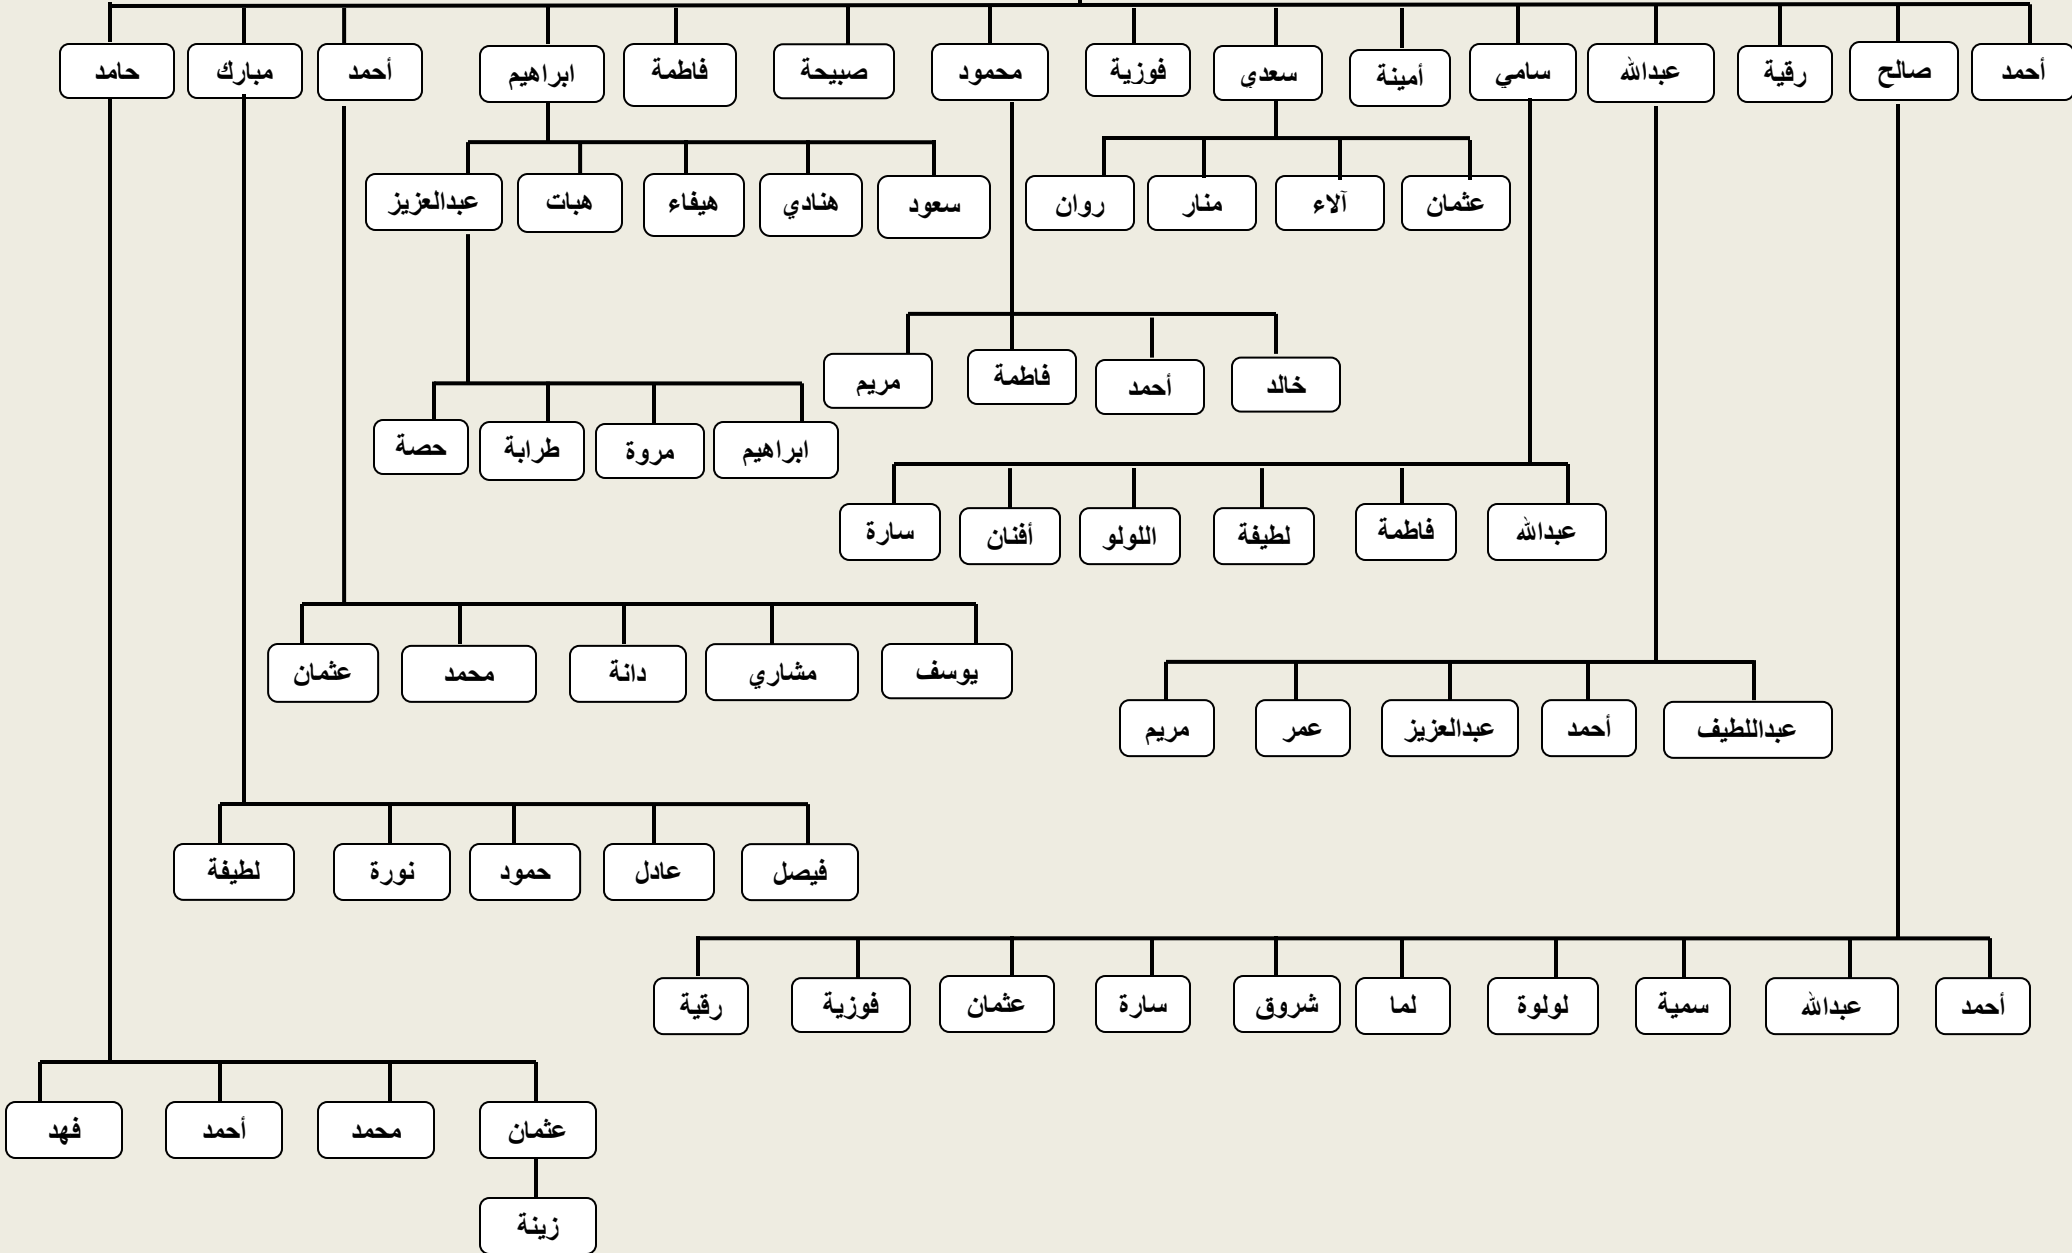 أحمد
صالح
رقية
عبدالله
سامي
أمينة
سعدي
فوزية
محمود
صبيحة
فاطمة
ابراهيم
أحمد
مبارك
حامد
عثمان
آلاء
منار
روان
سعود
هنادي
هيفاء
هبات
عبدالعزيز
خالد
أحمد
فاطمة
مريم
ابراهيم
مروة
طرابة
حصة
عبدالله
فاطمة
لطيفة
اللولو
أفنان
سارة
يوسف
مشاري
دانة
محمد
عثمان
عبداللطيف
أحمد
عبدالعزيز
عمر
مريم
فيصل
عادل
حمود
نورة
لطيفة
أحمد
عبدالله
سمية
لولوة
لما
شروق
سارة
عثمان
فوزية
رقية
عثمان
محمد
أحمد
فهد
زينة